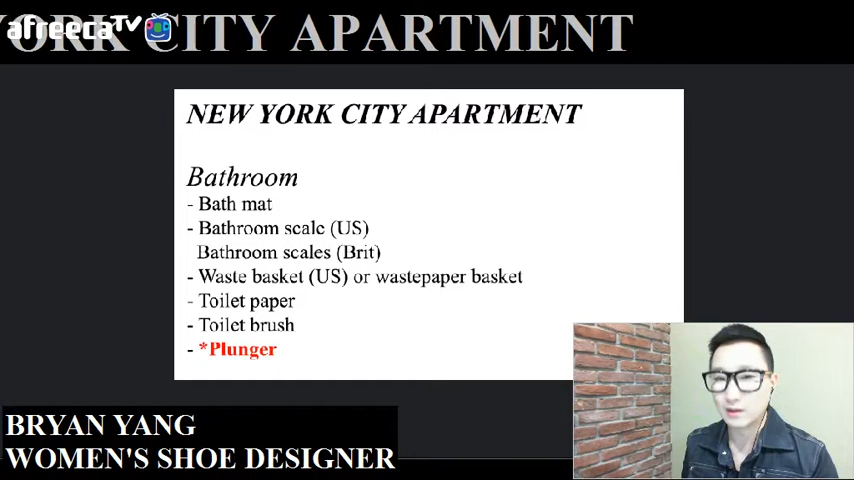 YORK CITY APARTMENT
afreecaTV
NEW YORK CITY APARTMENT
Bathroom
- Bath mat
- Bathroom scale (US)
Bathroom scales (Brit)
- Waste basket (US) or wastepaper basket
- Toilet paper
- Toilet brush
- *Plunger
BRYAN YANG
WOMEN'S SHOE DESIGNER